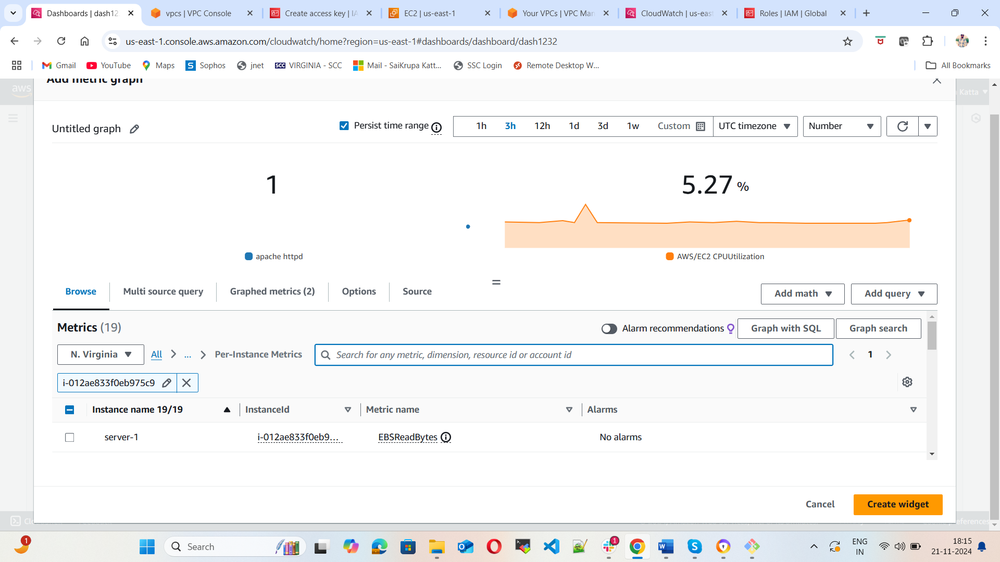 Dashboards | dash12
vpcs | VPC Console
Create access key | IA
EC2 | us-east-1
Your VPCs | VPC Man
CloudWatch | us-east
Roles | IAM | Global
us-east-1.console.aws.amazon.com/cloudwatch/home?region=us-east-1#dashboards/dashboard/dash1232
Gmail
YouTube
Maps
S Sophos
jnet
SCC VIRGINIA - SCC
Mail - SaiKrupa Katt...
SSC Login
Remote Desktop W...
All Bookmarks
Add metric graph
aws
Katta
Untitled graph
Persist time range
1h 3h 12h 1d 3d 1w Custom
UTC timezone
Number
1
5.27 %
apache httpd
AWS/EC2 CPUUtilization
Browse
Multi source query
Graphed metrics (2)
Options
Source
Add math
Add query
Metrics (19)
Alarm recommendations
Graph with SQL
Graph search
N. Virginia
All
...
Per-Instance Metrics
Search for any metric, dimension, resource id or account id
1
i-012ae833f0eb975c9
Instance name 19/19
InstanceId
Metric name
Alarms
server-1
i-012ae833f0eb9...
EBSReadBytes
No alarms
Cancel
Create widget
1
Search
1
ENG
IN
18:15
21-11-2024